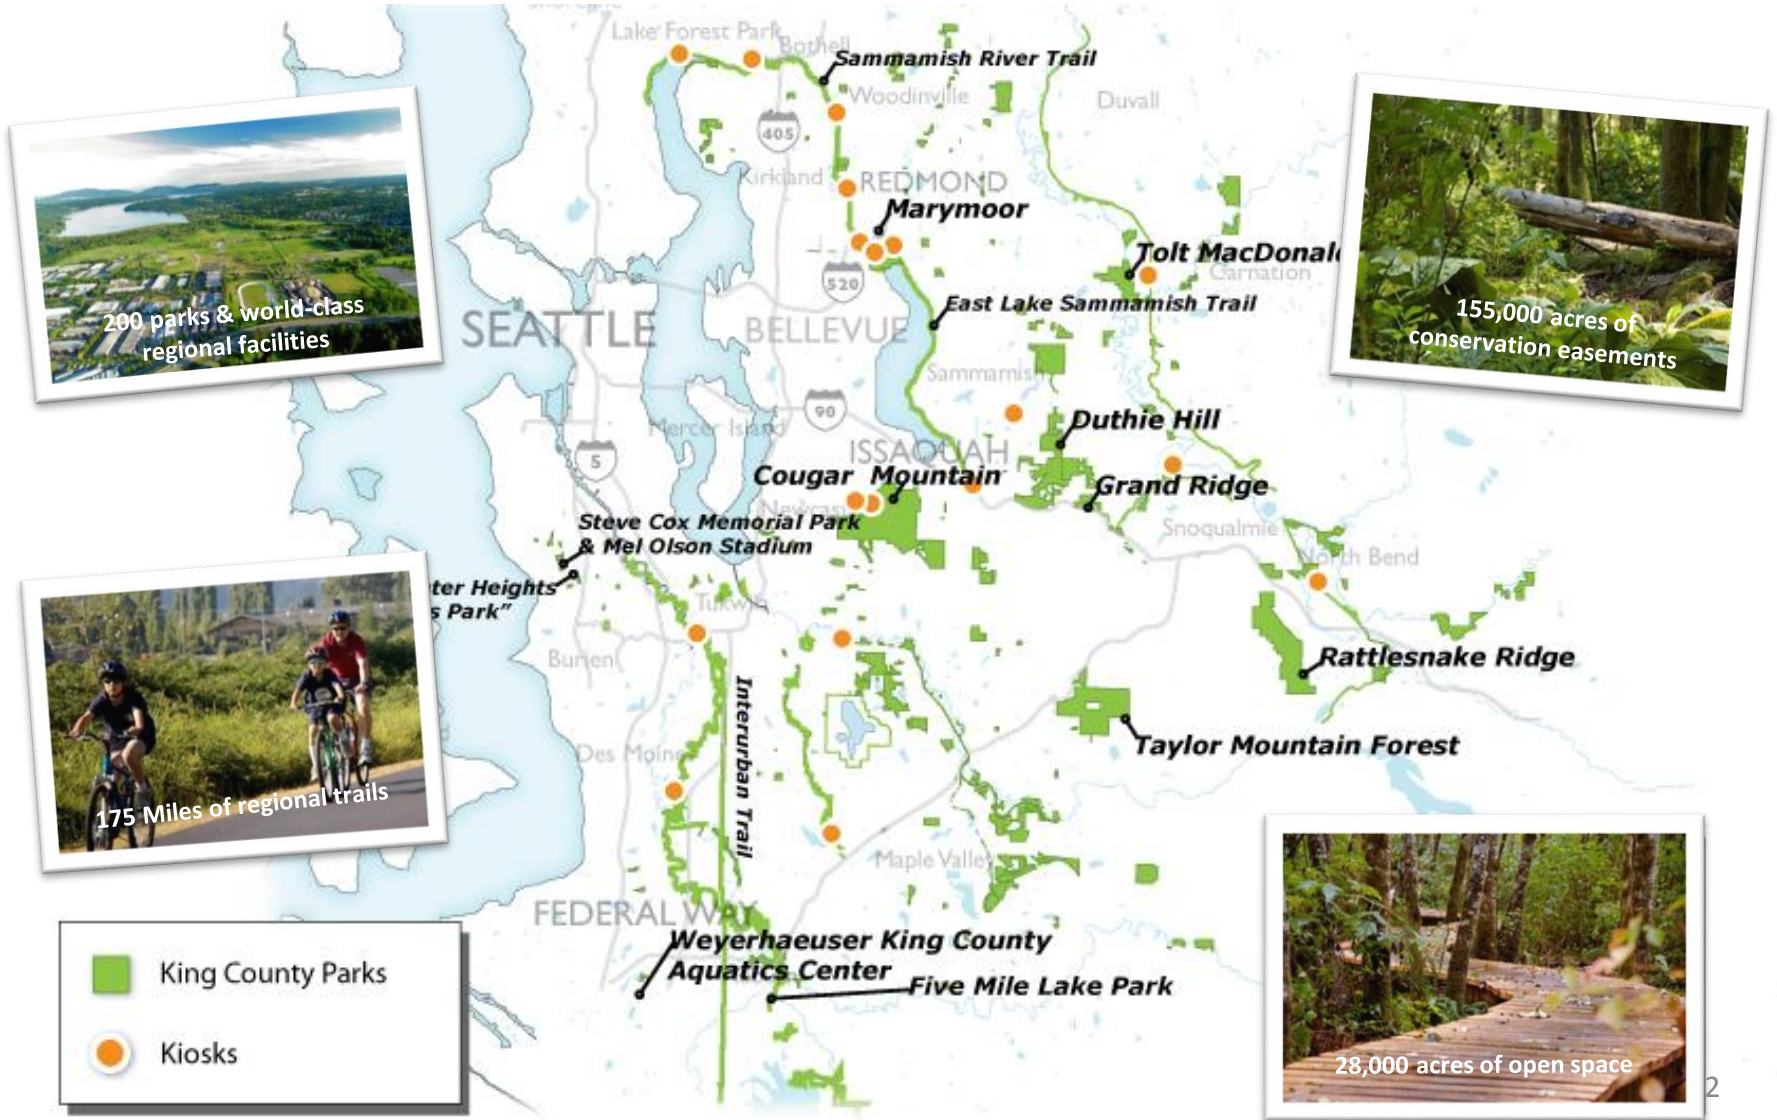 Lake Forest Park
Bothell
Sammamish River Trail
Woodinville
Duvall
405
Kirkland
REDMOND
Marymoor
Tolt MacDonald
Carnation
520
200 parks & world-class
regional facilities
155,000 acres of
conservation easements
SEATTLE
BELLEVUE
East Lake Sammamish Trail
Sammamish
90
Mercer Island
Duthie Hill
5
ISSAQUAH
Cougar Mountain
Grand Ridge
Steve Cox Memorial Park
& Mel Olson Stadium
Snoqualmie
North Bend
ter Heights
s Park”
Tukwila
Burien
Rattlesnake Ridge
Interurban Trail
Des Moine
Taylor Mountain Forest
175 Miles of regional trails
Maple Valley
FEDERAL WAY
Weyerhaeuser King County
Aquatics Center
Five Mile Lake Park
King County Parks
Kiosks
28,000 acres of open space
2